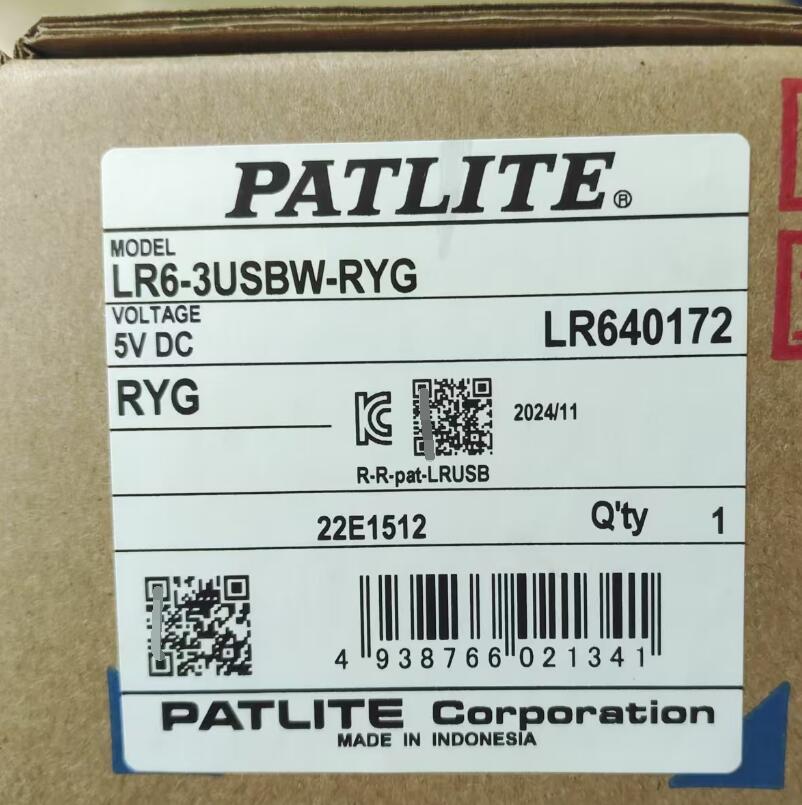 PATLITE®
MODEL
LR6-3USBW-RYG
VOLTAGE
5V DC
LR640172
RYG
2024/11
R-R-pat-LRUSB
22E1512 Q'ty 1
4 938766 021341
PATLITE Corporation
MADE IN INDONESIA